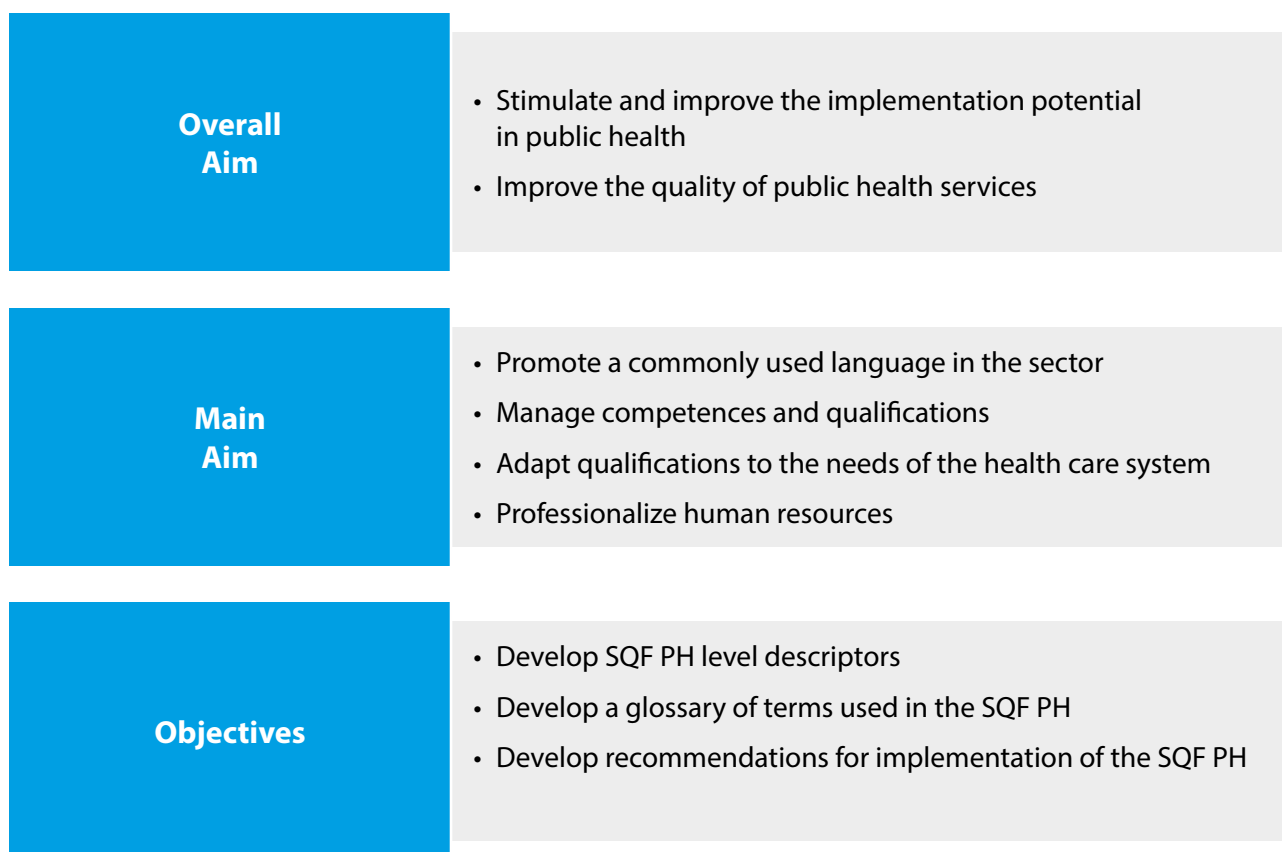 Overall
Aim
• Stimulate and improve the implementation potential
in public health
• Improve the quality of public health services
Main
Aim
• Promote a commonly used language in the sector
• Manage competences and qualifications
• Adapt qualifications to the needs of the health care system
• Professionalize human resources
Objectives
• Develop SQF PH level descriptors
• Develop a glossary of terms used in the SQF PH
• Develop recommendations for implementation of the SQF PH